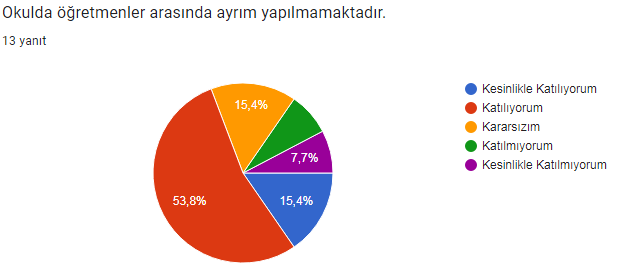 Okulda öğretmenler arasında ayrım yapılmamaktadır.
13 yanıt
Kesinlikle Katılıyorum
Katılıyorum
Kararsızım
Katılmıyorum
Kesinlikle Katılmıyorum
15,4%
7,7%
53,8%
15,4%